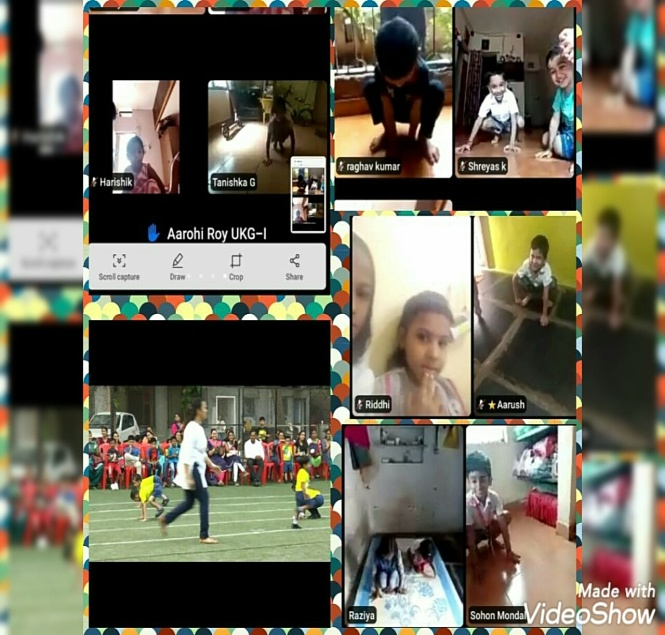 Harishik
Tanishka G
raghav kumar
Shreyas k
Aarohi Roy UKG-I
Scroll capture
Draw
Crop
Share
Riddhi
Aarush
Raziya
Sohon Mondal
Made with
VideoShow